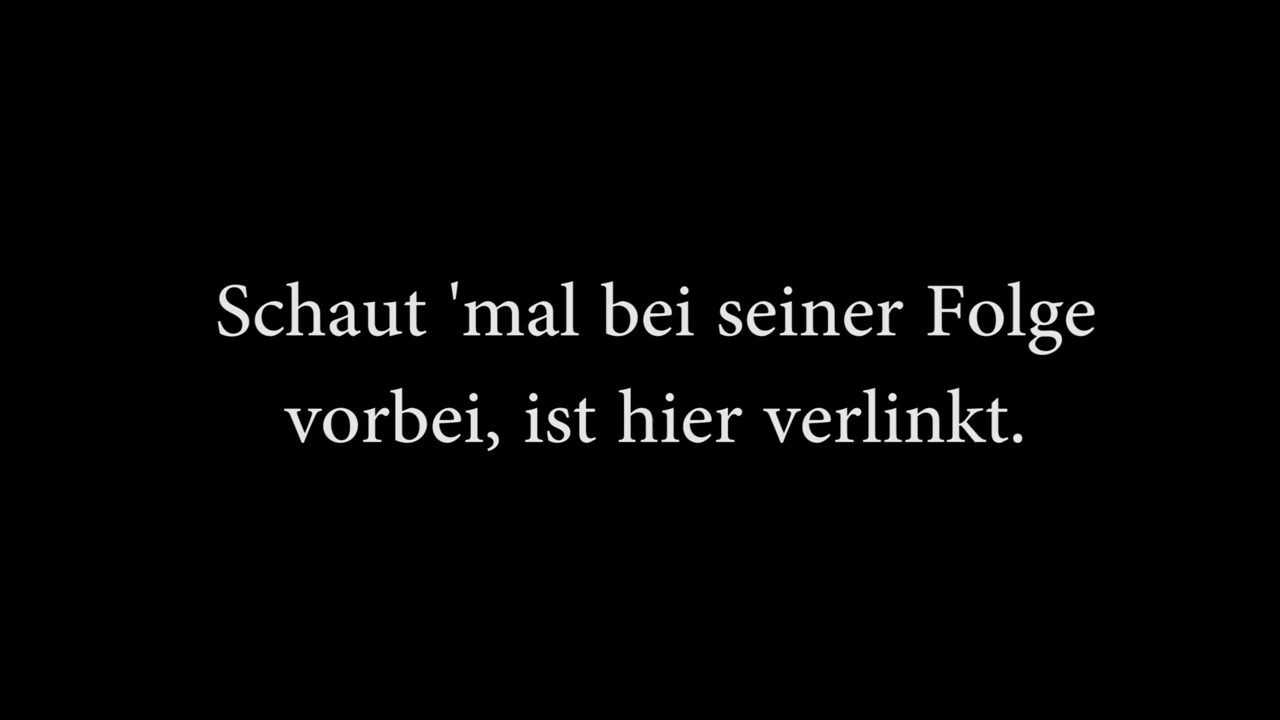 Schaut 'mal bei seiner Folge
vorbei, ist hier verlinkt.